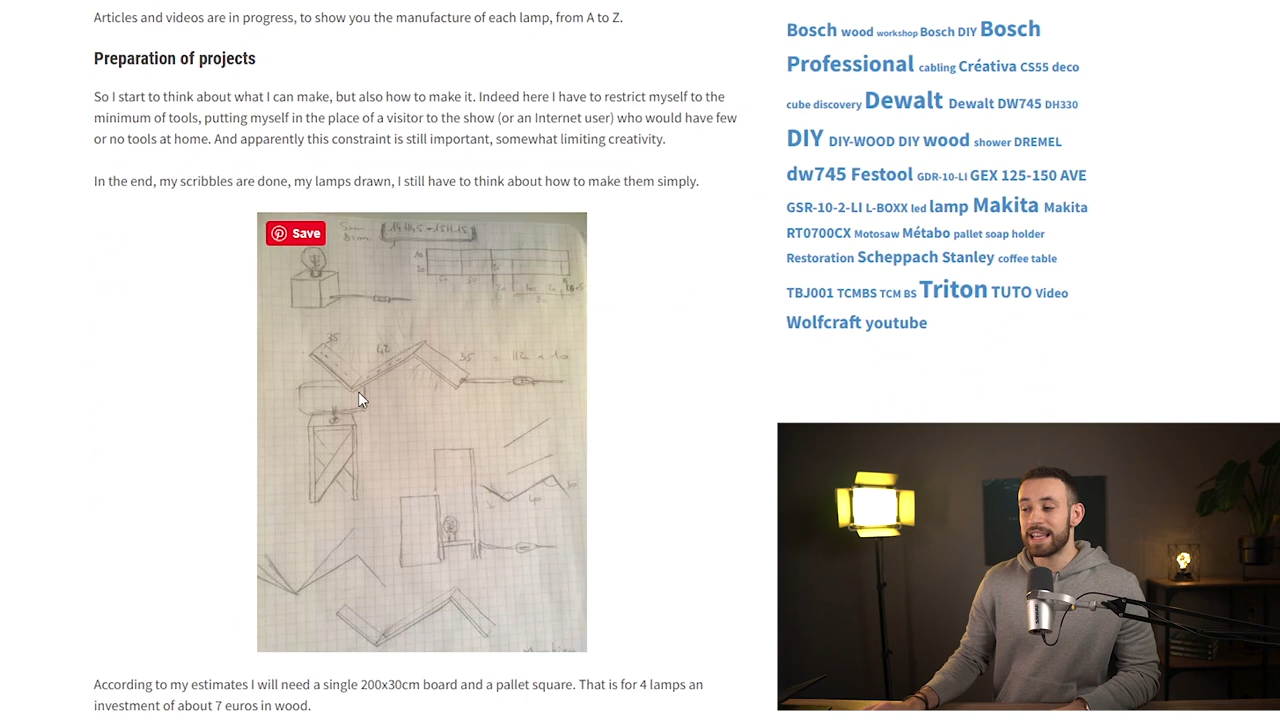 Articles and videos are in progress, to show you the manufacture of each lamp, from A to Z.
Preparation of projects
So I start to think about what I can make, but also how to make it. Indeed here I have to restrict myself to the
minimum of tools, putting myself in the place of a visitor to the show (or an Internet user) who would have few
or no tools at home. And apparently this constraint is still important, somewhat limiting creativity.
In the end, my scribbles are done, my lamps drawn, I still have to think about how to make them simply.
Save
35
42
35
40
According to my estimates I will need a single 200x30cm board and a pallet square. That is for 4 lamps an
investment of about 7 euros in wood.
Bosch wood workshop Bosch DIY Bosch
Professional cabling Créativa CS55 deco
cube discovery Dewalt Dewalt DW745 DH330
DIY DIY-WOOD DIY wood shower DREMEL
dw745 Festool GDR-10-LI GEX 125-150 AVE
GSR-10-2-LI L-BOXX led lamp Makita Makita
RT0700CX Motosaw Métabo pallet soap holder
Restoration Scheppach Stanley coffee table
TBJ001 TCMBS TCM BS Triton TUTO Video
Wolfcraft youtube